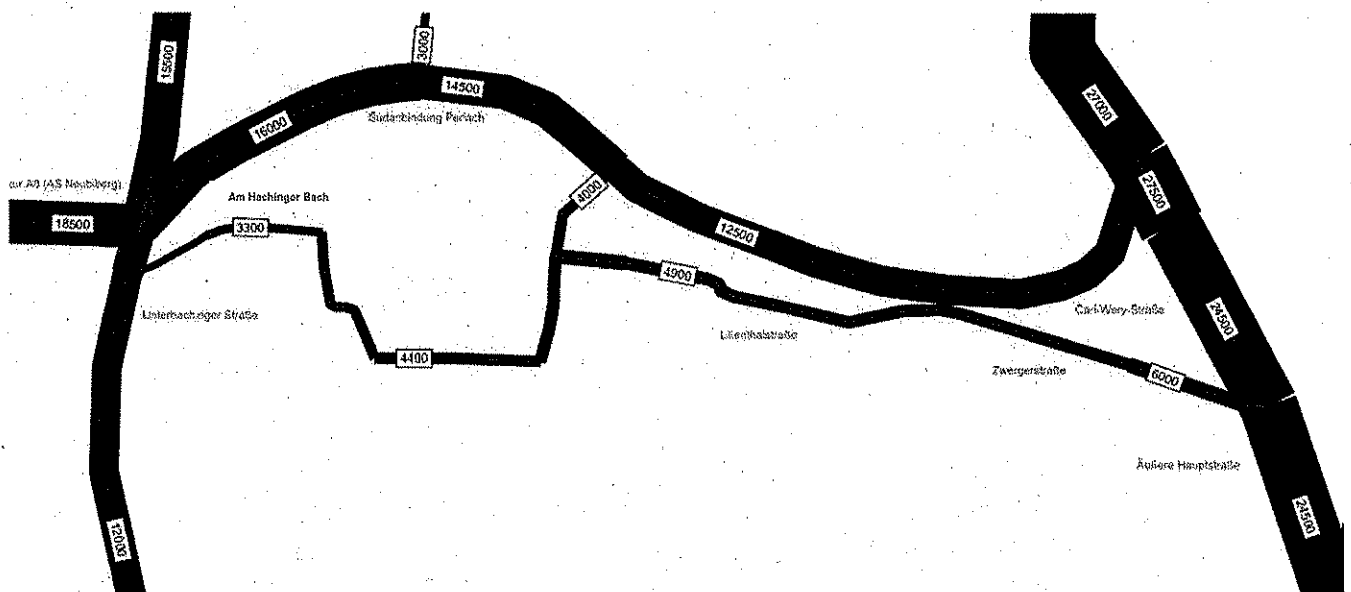 3000
15500
14500
27000
Südanbindung Perlach
16000
zur A8 (AS Neubiberg)
27500
4000
Am Hachinger Bach
18500
3300
12500
4900
Carl-Wery-Straße
Unterhachinger Straße
24500
Lilienthalstraße
4400
Zwergerstraße
6000
Äußere Hauptstraße
24500
12000